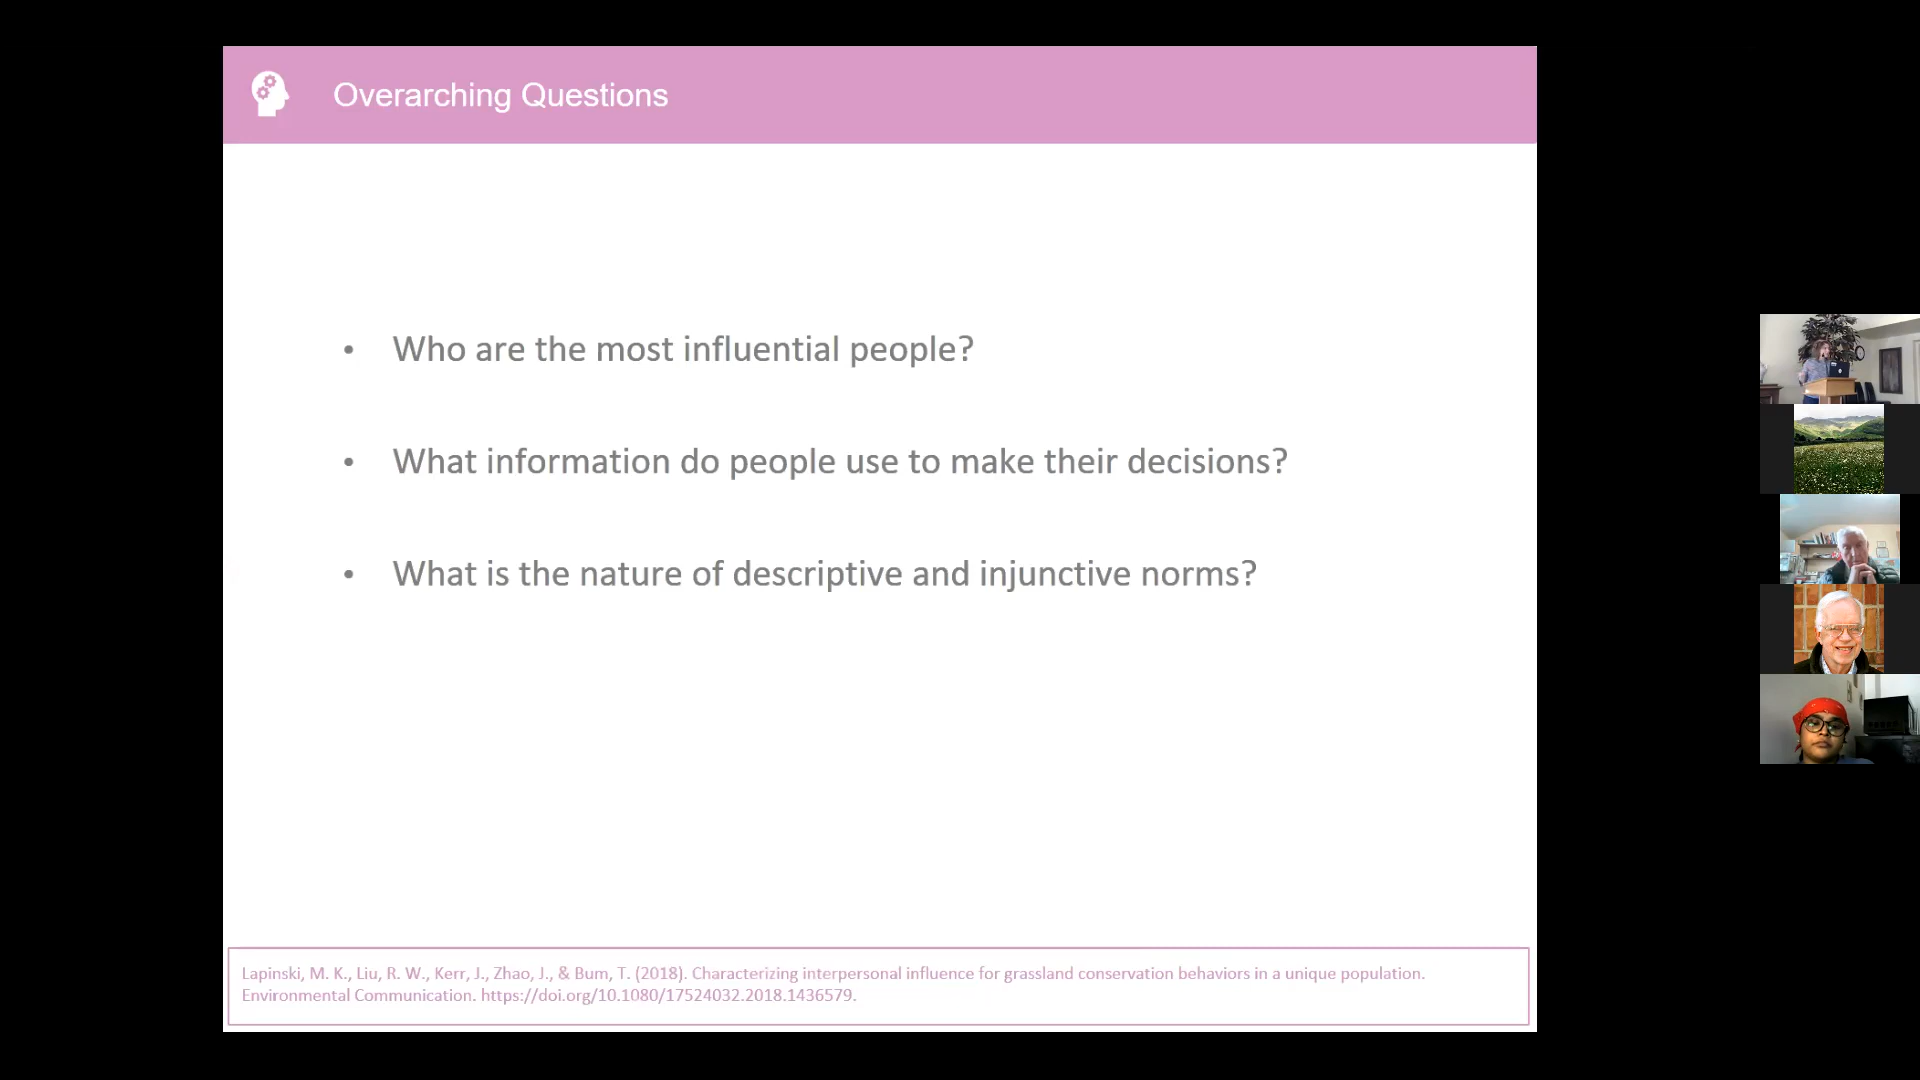 Overarching Questions
• Who are the most influential people?
• What information do people use to make their decisions?
• What is the nature of descriptive and injunctive norms?
Lapinski, M. K., Liu, R. W., Kerr, J., Zhao, J., & Bum, T. (2018). Characterizing interpersonal influence for grassland conservation behaviors in a unique population.
Environmental Communication. https://doi.org/10.1080/17524032.2018.1436579.